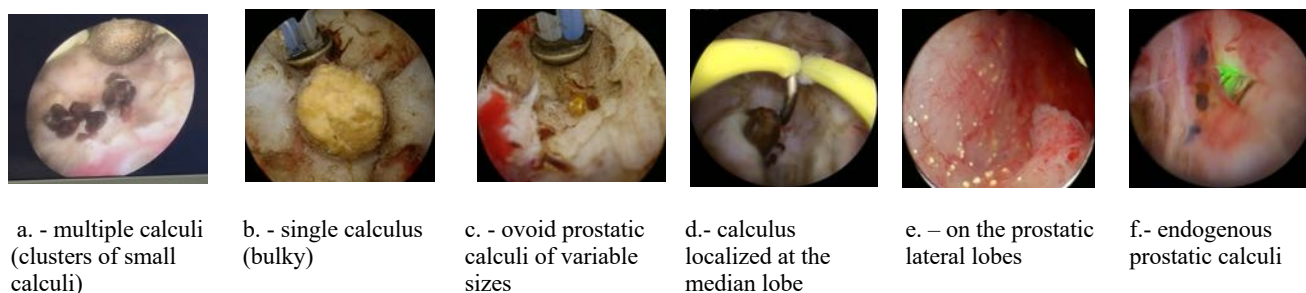 a. - multiple calculi
(clusters of small
calculi)
b. - single calculus
(bulky)
c. - ovoid prostatic
calculi of variable
sizes
d.- calculus
localized at the
median lobe
e. – on the prostatic
lateral lobes
f.- endogenous
prostatic calculi